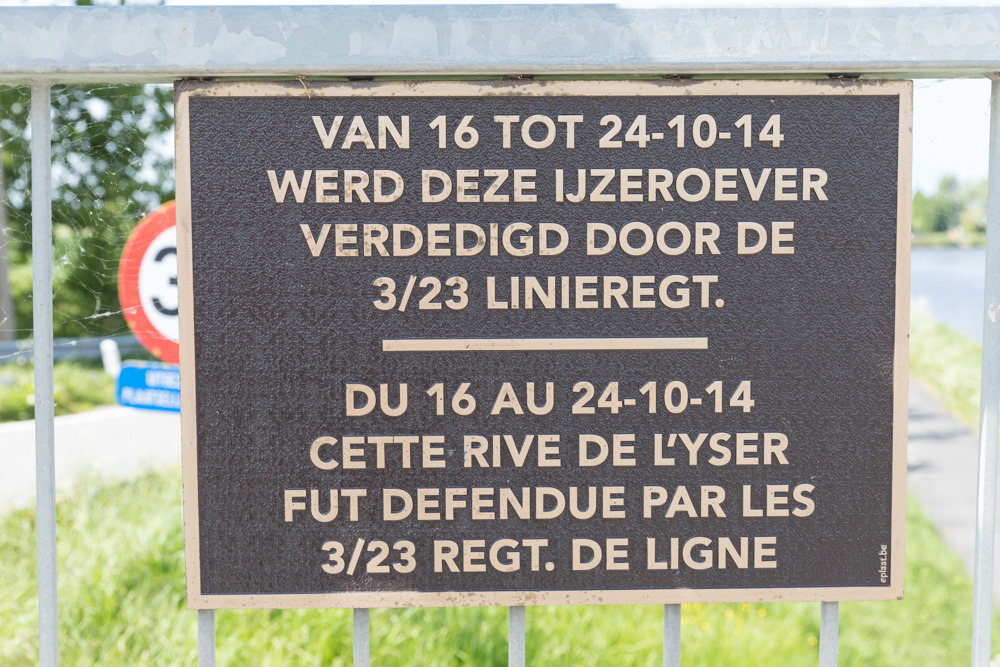 VAN 16 TOT 24-10-14
WERD DEZE IJZEROEVER
VERDEDIGD DOOR DE
3/23 LINIEREGT.
DU 16 AU 24-10-14
CETTE RIVE DE L'YSER
FUT DEFENDUE PAR LES
3/23 REGT. DE LIGNE
eplast.be
3